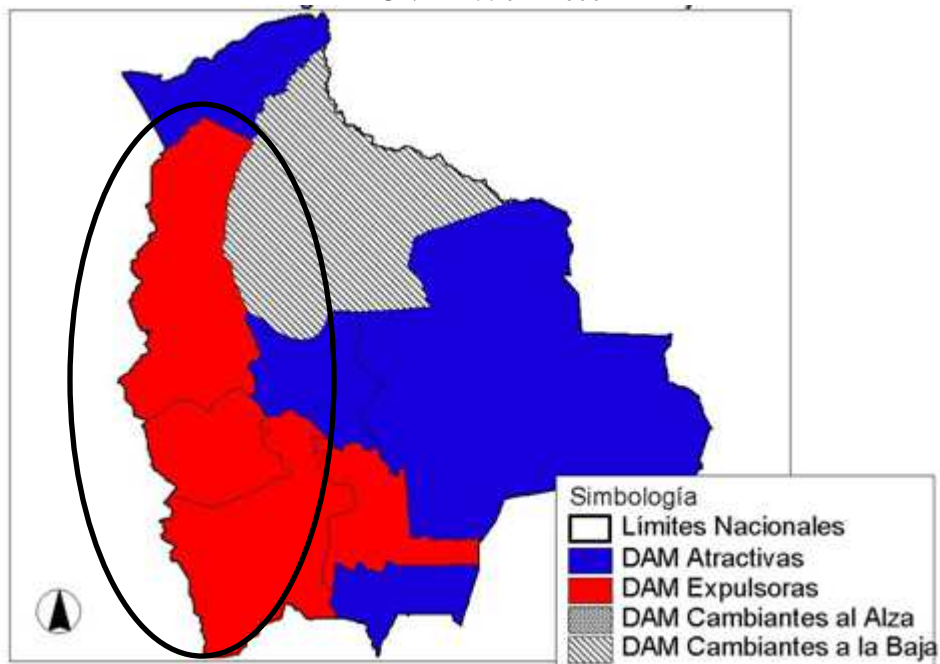 Simbología
Límites Nacionales
DAM Atractivas
DAM Expulsoras
DAM Cambiantes al Alza
DAM Cambiantes a la Baja